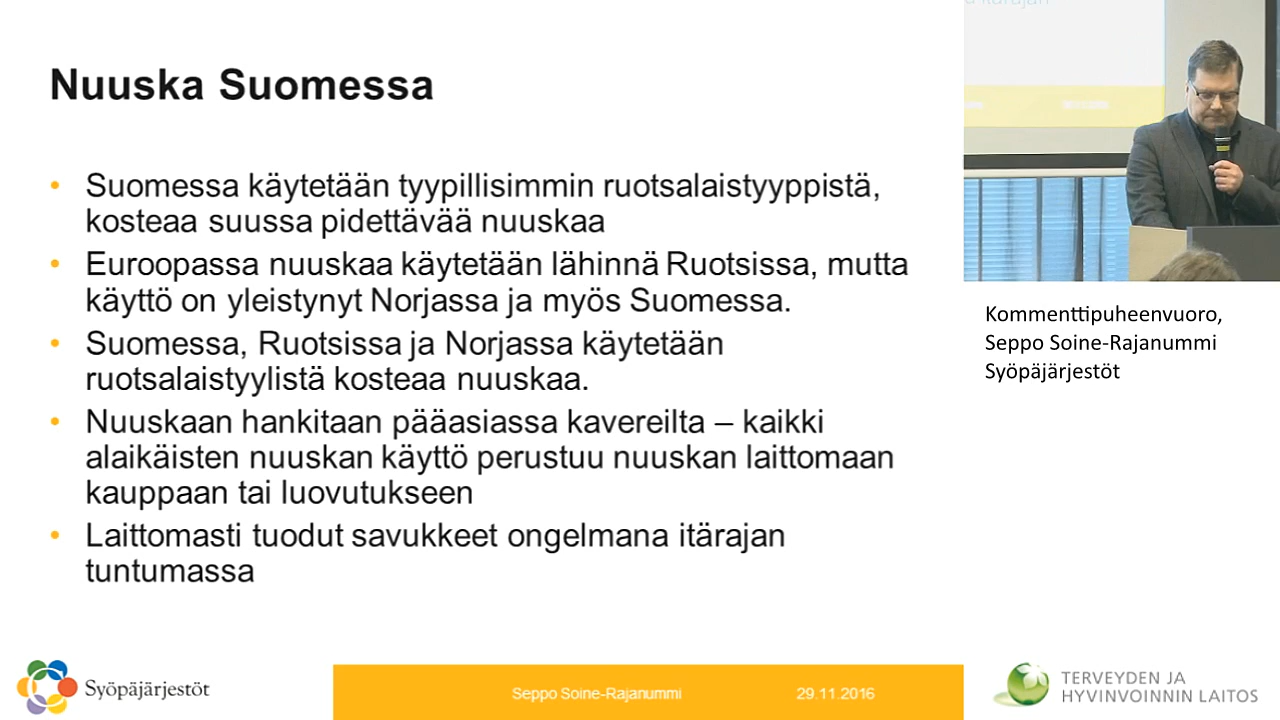 Nuuska Suomessa
• Suomessa käytetään tyypillisimmin ruotsalaistyyppistä,
kosteaa suussa pidettävää nuuskaa
• Euroopassa nuuskaa käytetään lähinnä Ruotsissa, mutta
käyttö on yleistynyt Norjassa ja myös Suomessa.
• Suomessa, Ruotsissa ja Norjassa käytetään
ruotsalaistyylistä kosteaa nuuskaa.
• Nuuskaan hankitaan pääasiassa kavereilta – kaikki
alaikäisten nuuskan käyttö perustuu nuuskan laittomaan
kauppaan tai luovutukseen
• Laittomasti tuodut savukkeet ongelmana itärajan
tuntumassa
Kommenttipuheenvuoro,
Seppo Soine-Rajanummi
Syöpäjärjestöt
Syöpäjärjestöt
Seppo Soine-Rajanummi
29.11.2016
TERVEYDEN JA
HYVINVOINNIN LAITOS